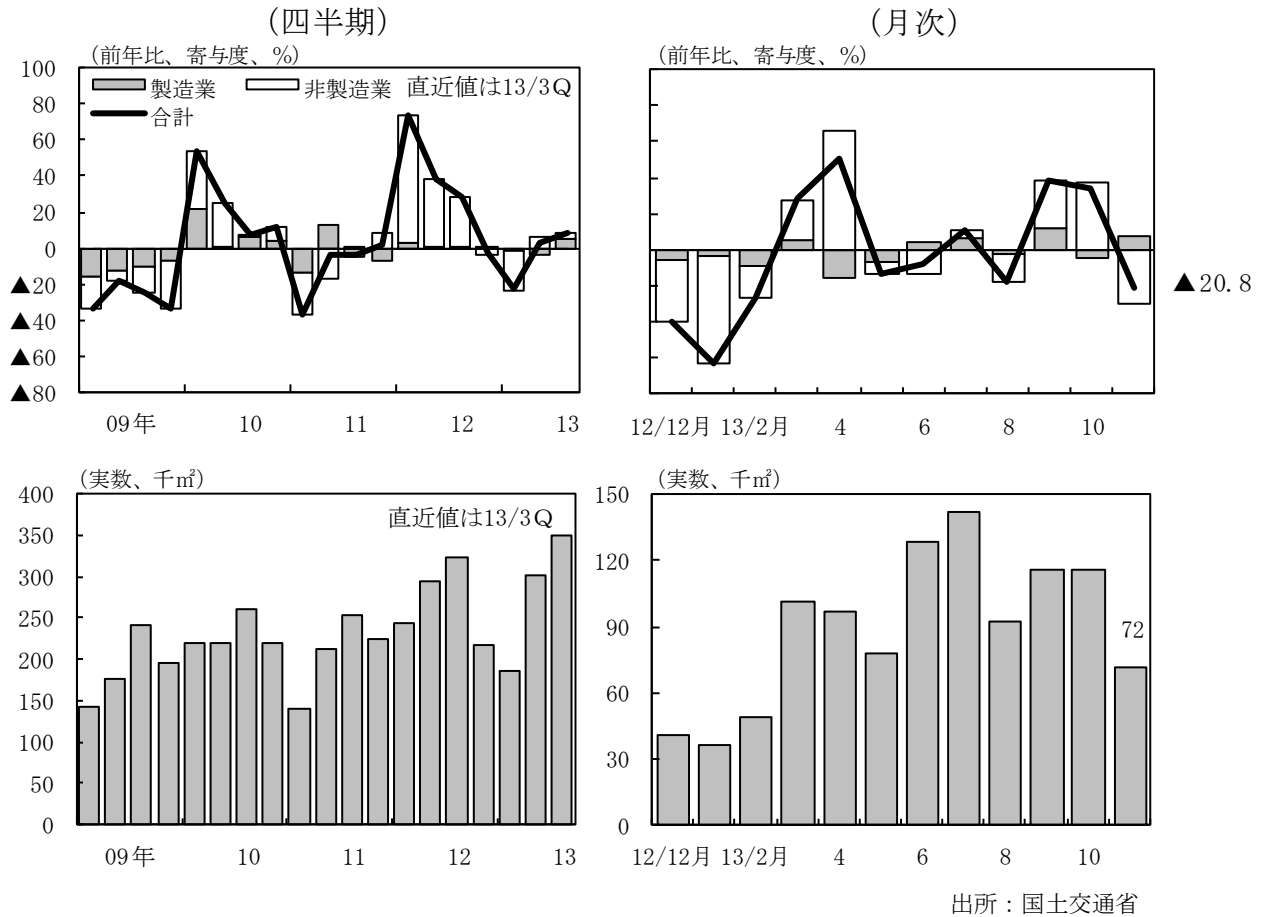 (四半期)
(月次)
(前年比、寄与度、%)
(前年比、寄与度、%)
製造業
非製造業
直近値は13/3Q
合計
100
80
60
40
20
0
▲20
▲40
▲60
▲80
09年 10 11 12 13
▲20.8
12/12月 13/2月 4 6 8 10
(実数、千㎡)
直近値は13/3Q
400
350
300
250
200
150
100
50
0
09年 10 11 12 13
(実数、千㎡)
150
120
90
60
30
0
72
12/12月 13/2月 4 6 8 10
出所：国土交通省